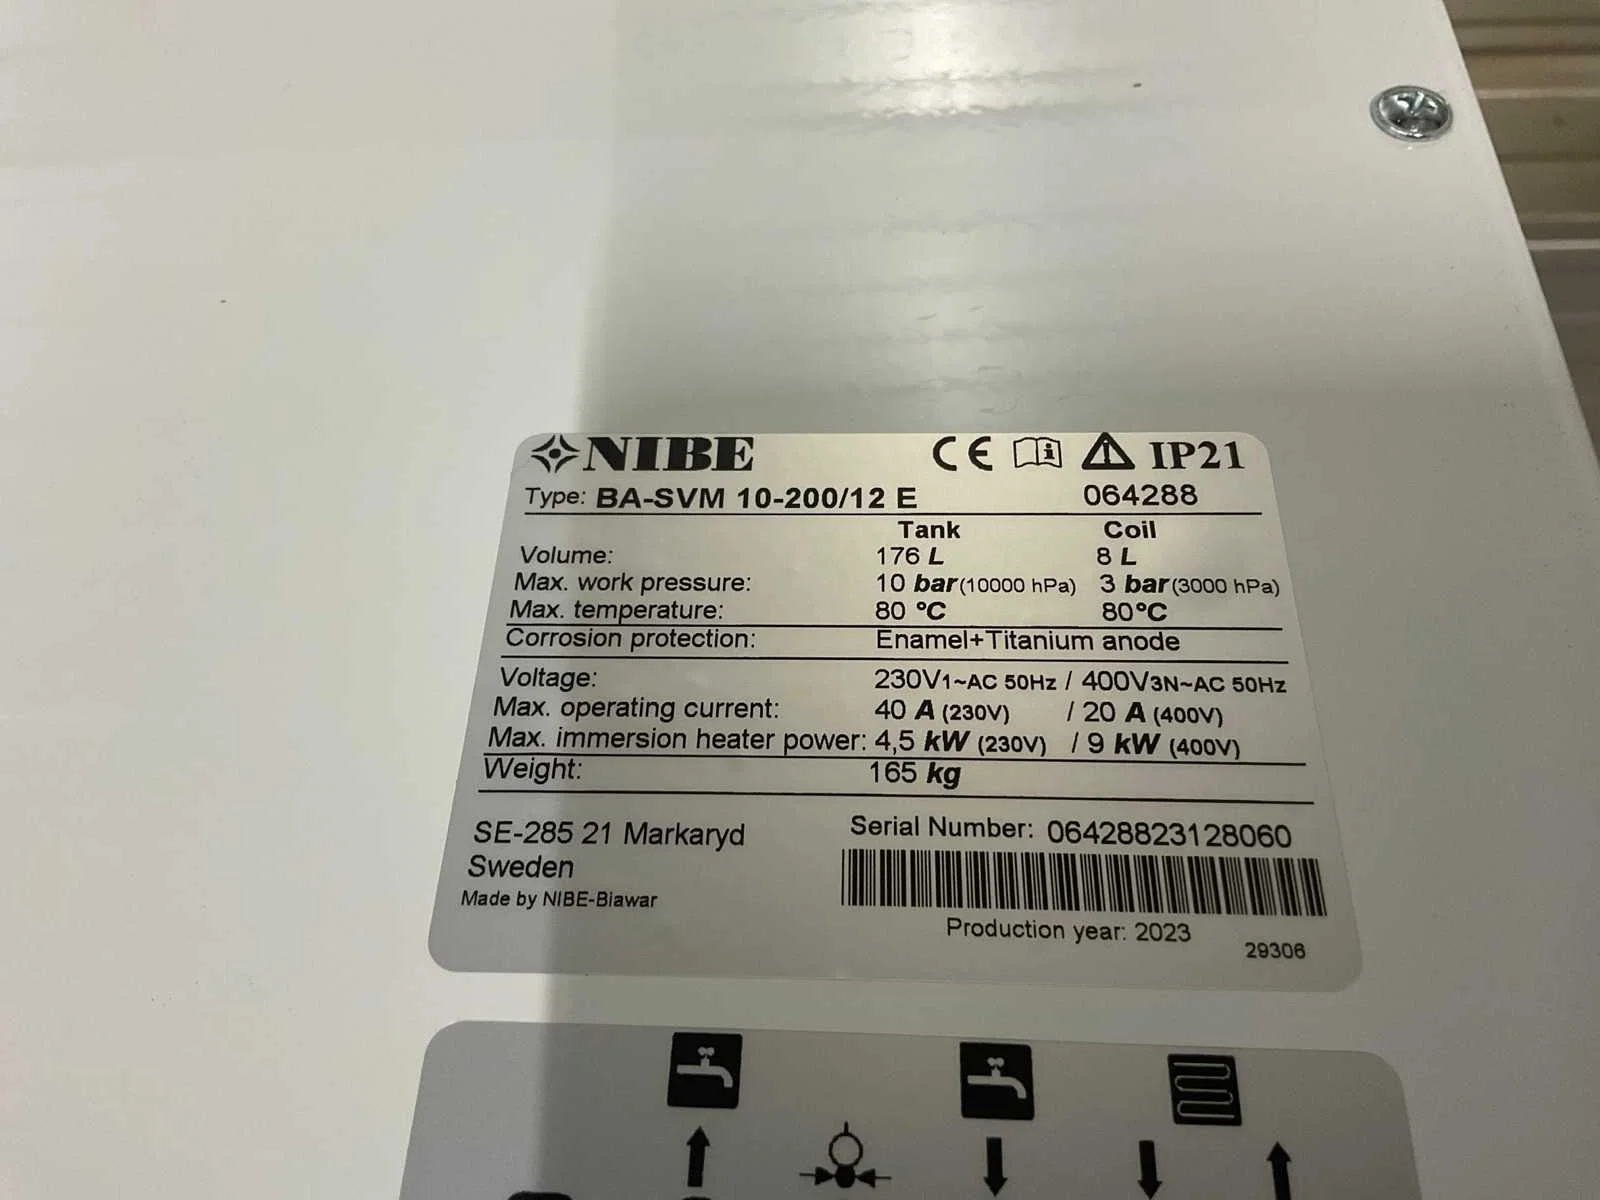 NIBE CE IP21
Type: BA-SVM 10-200/12 E 064288
Tank Coil
Volume: 176 L 8 L
Max. work pressure: 10 bar (10000 hPa) 3 bar (3000 hPa)
Max. temperature: 80 °C 80°C
Corrosion protection: Enamel+Titanium anode
Voltage: 230V1~AC 50Hz / 400V3N~AC 50Hz
Max. operating current: 40 A (230V) / 20 A (400V)
Max. immersion heater power: 4,5 kW (230V) / 9 kW (400V)
Weight: 165 kg
SE-285 21 Markaryd
Sweden
Made by NIBE-Biawar
Serial Number: 06428823128060
Production year: 2023
29306